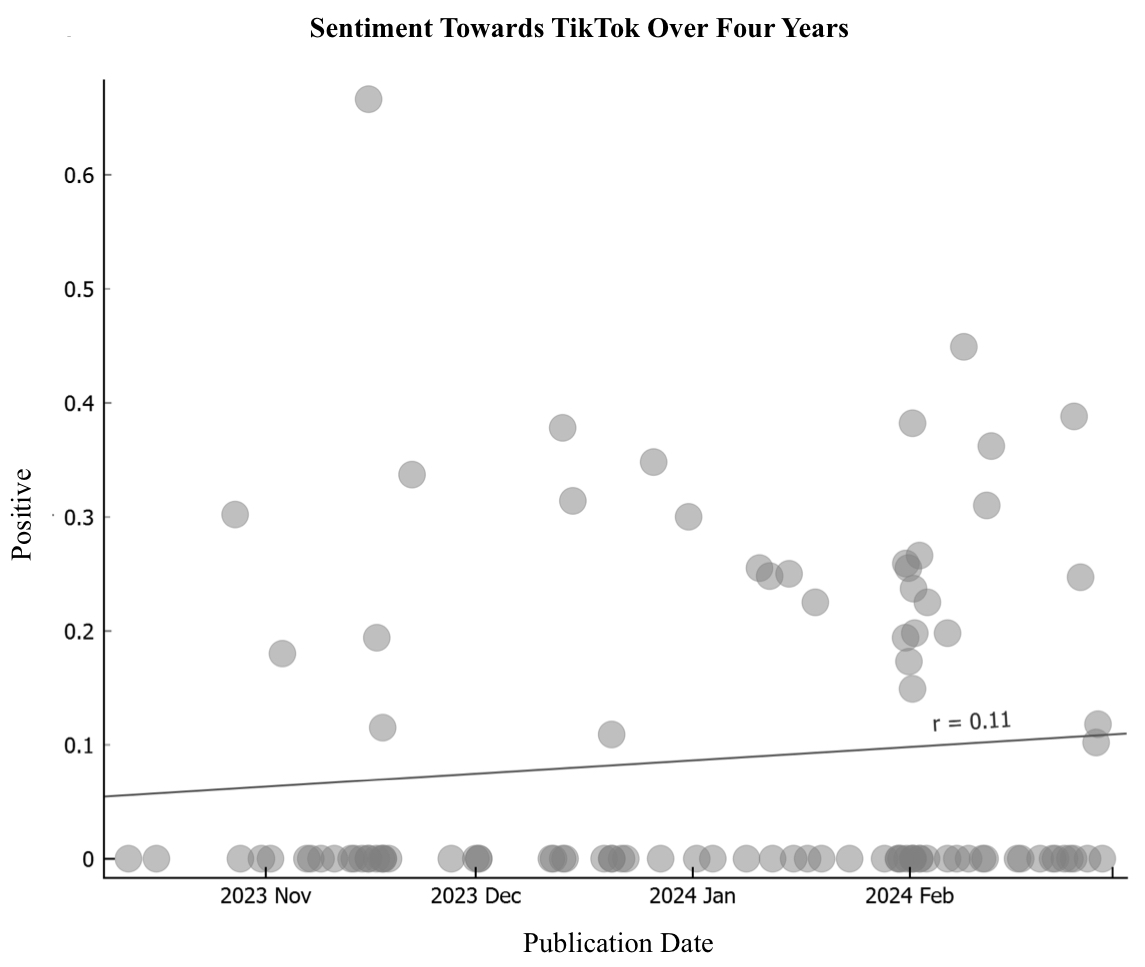 Sentiment Towards TikTok Over Four Years
0.6
0.5
0.4
0.3
0.2
0.1
0
Positive
r = 0.11
2023 Nov 2023 Dec 2024 Jan 2024 Feb
Publication Date